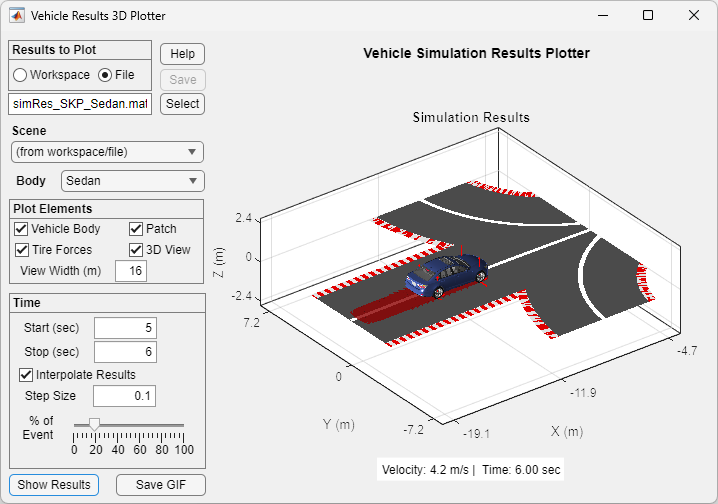 Vehicle Results 3D Plotter
Results to Plot
Workspace File
Help
Save
simRes_SKP_Sedan.mat
Select
Scene
(from workspace/file)
Body Sedan
Plot Elements
Vehicle Body Patch
Tire Forces 3D View
View Width (m) 16
Time
Start (sec) 5
Stop (sec) 6
Interpolate Results
Step Size 0.1
% of
Event
0 20 40 60 80 100
Show Results Save GIF
Vehicle Simulation Results Plotter
Simulation Results
2.4
0
-2.4
Z (m)
7.2
0
-7.2
Y (m)
-19.1
-11.9
-4.7
X (m)
Velocity: 4.2 m/s | Time: 6.00 sec